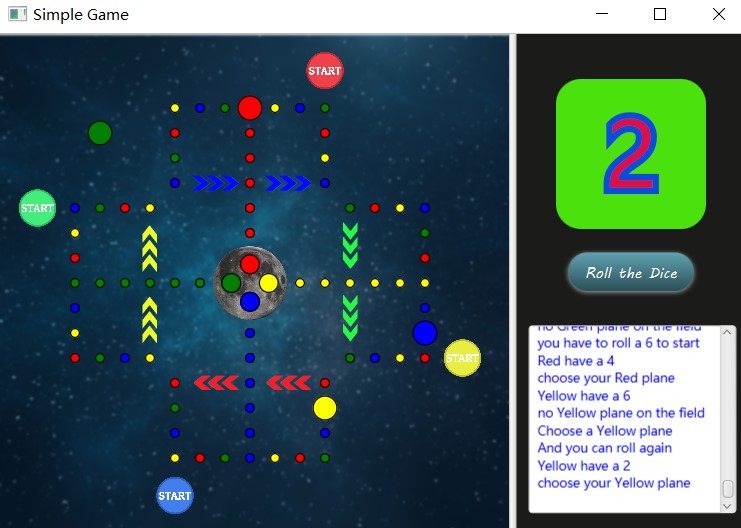 Simple Game
START
START
START
START
2
Roll the Dice
no Green plane on the field
you have to roll a 6 to start
Red have a 4
choose your Red plane
Yellow have a 6
no Yellow plane on the field
Choose a Yellow plane
And you can roll again
Yellow have a 2
choose your Yellow plane